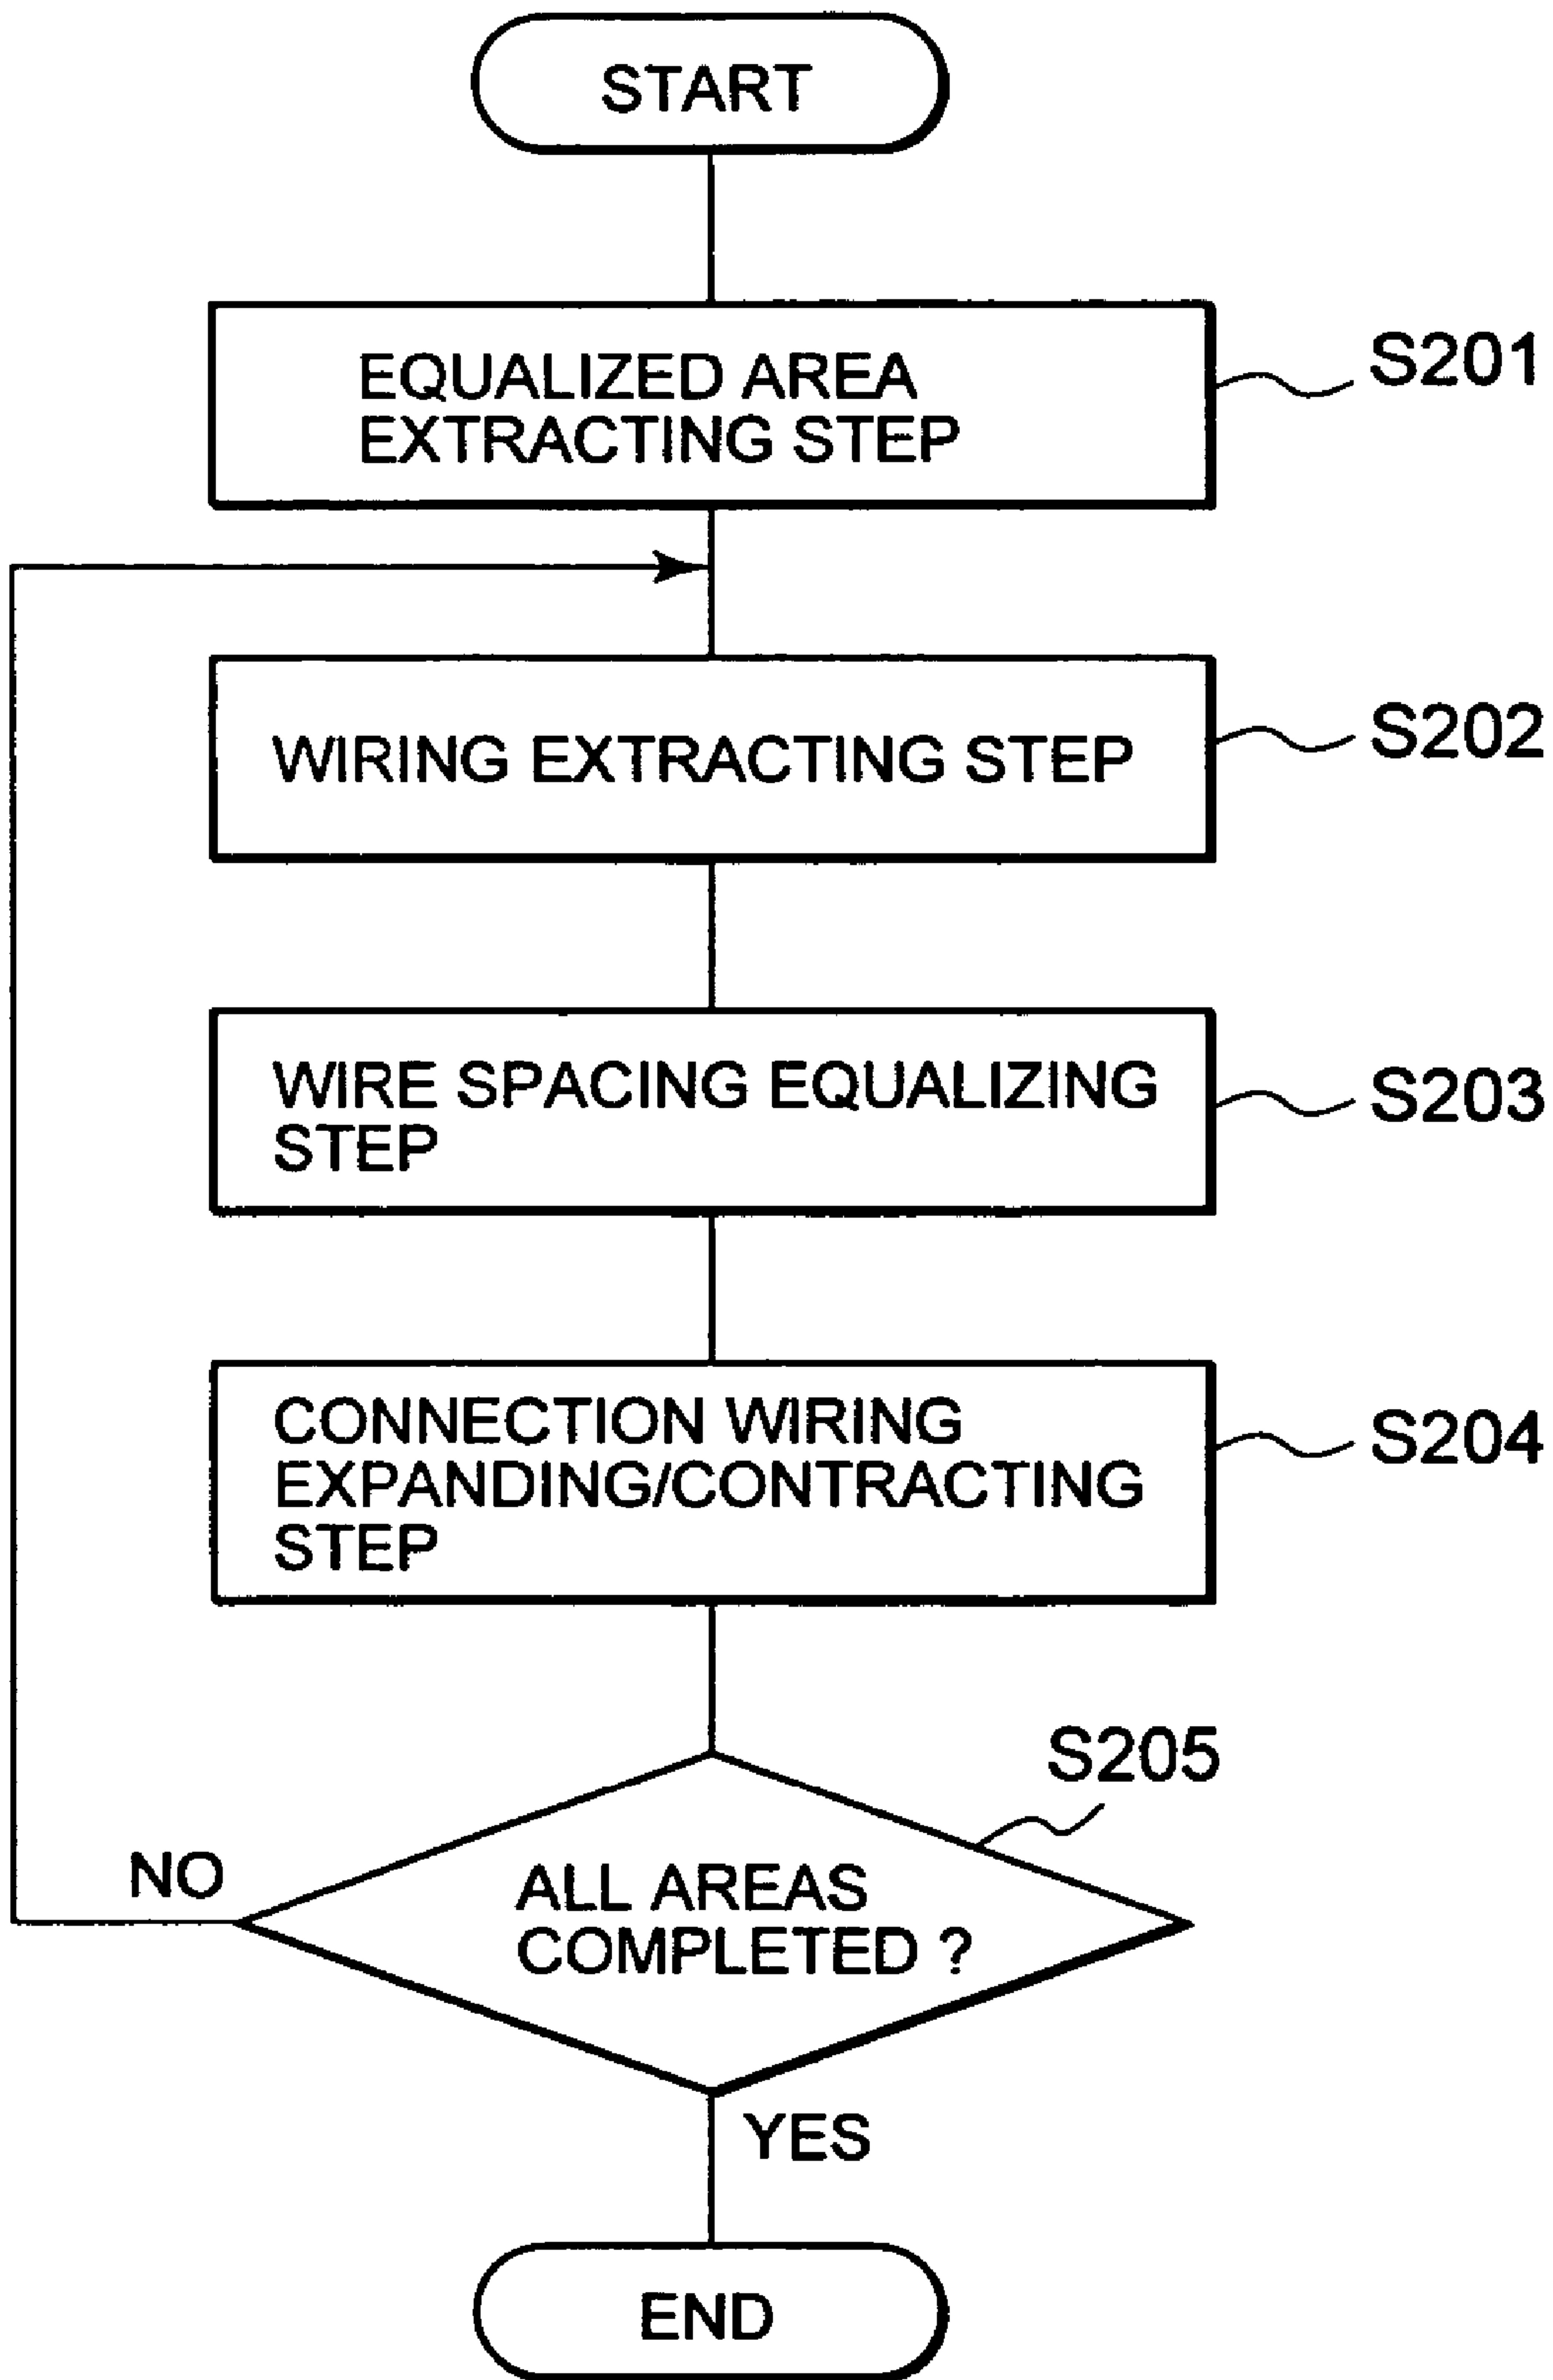 START
EQUALIZED AREA
EXTRACTING STEP
S201
WIRING EXTRACTING STEP
S202
WIRE SPACING EQUALIZING
STEP
S203
CONNECTION WIRING
EXPANDING/CONTRACTING
STEP
S204
S205
ALL AREAS
COMPLETED ?
NO
YES
END